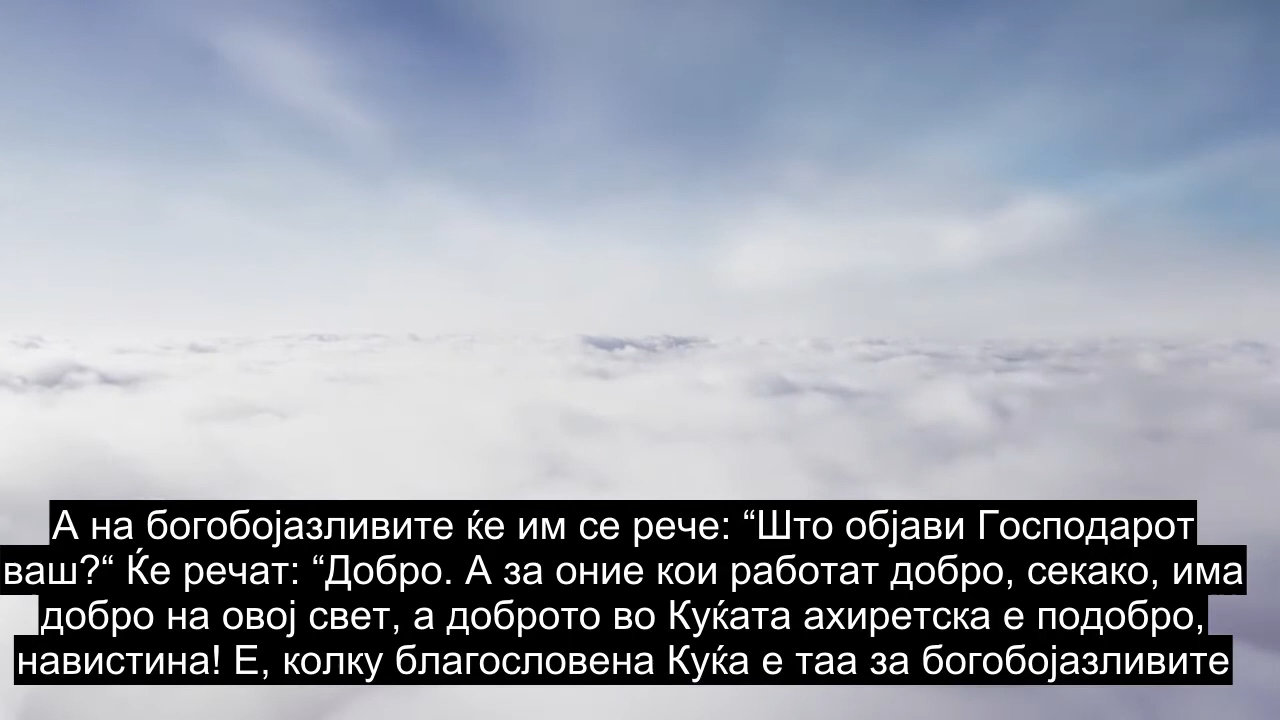 А на богобојазливите ќе им се рече: “Што објави Господарот
ваш?“ Ќе речат: “Добро. А за оние кои работат добро, секако, има
добро на овој свет, а доброто во Куќата ахиретска е подобро,
навистина! Е, колку благословена Куќа е таа за богобојазливите